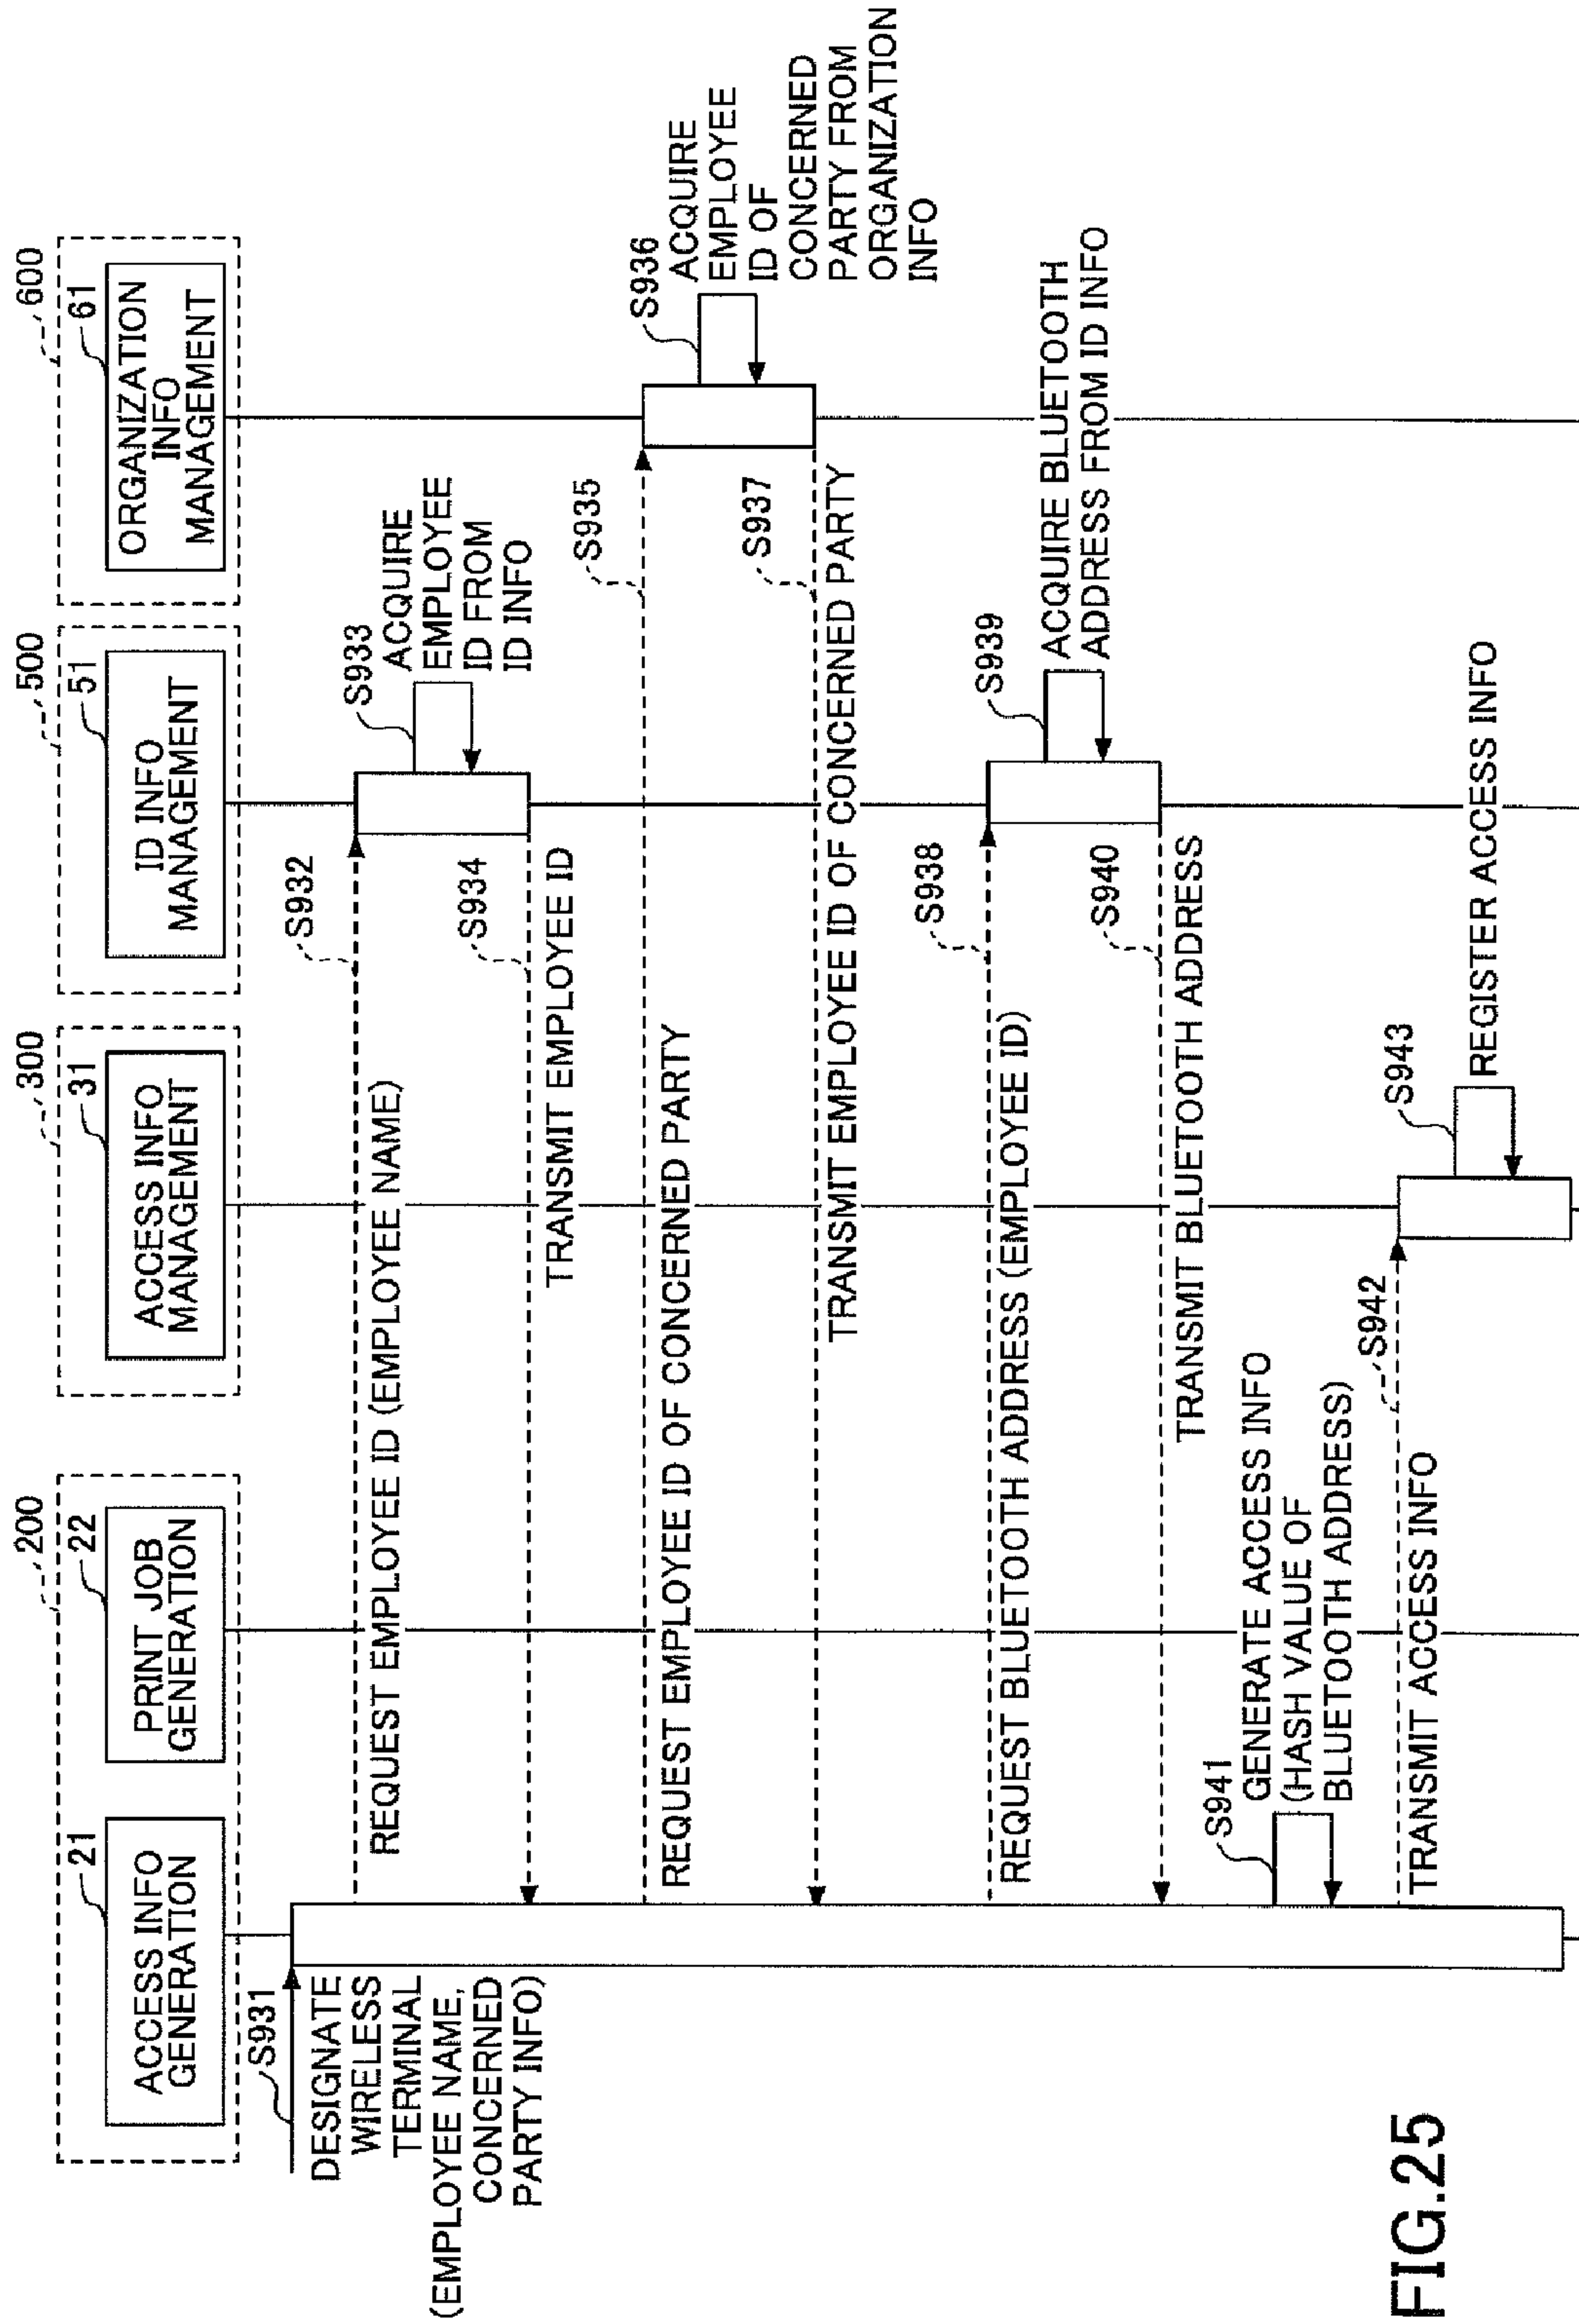 200
21
ACCESS INFO
GENERATION
22
PRINT JOB
GENERATION
300
31
ACCESS INFO
MANAGEMENT
500
51
ID INFO
MANAGEMENT
600
61
ORGANIZATION
INFO
MANAGEMENT
S931
DESIGNATE
WIRELESS
TERMINAL
(EMPLOYEE NAME,
CONCERNED
PARTY INFO)
S932
REQUEST EMPLOYEE ID (EMPLOYEE NAME)
S933
ACQUIRE
EMPLOYEE
ID FROM
ID INFO
S934
TRANSMIT EMPLOYEE ID
S935
REQUEST EMPLOYEE ID OF CONCERNED PARTY
S936
ACQUIRE
EMPLOYEE
ID OF
CONCERNED
PARTY FROM
ORGANIZATION
INFO
S937
TRANSMIT EMPLOYEE ID OF CONCERNED PARTY
S938
REQUEST BLUETOOTH ADDRESS (EMPLOYEE ID)
S939
ACQUIRE BLUETOOTH
ADDRESS FROM ID INFO
S940
TRANSMIT BLUETOOTH ADDRESS
S941
GENERATE ACCESS INFO
(HASH VALUE OF
BLUETOOTH ADDRESS)
S942
TRANSMIT ACCESS INFO
S943
REGISTER ACCESS INFO
FIG.25